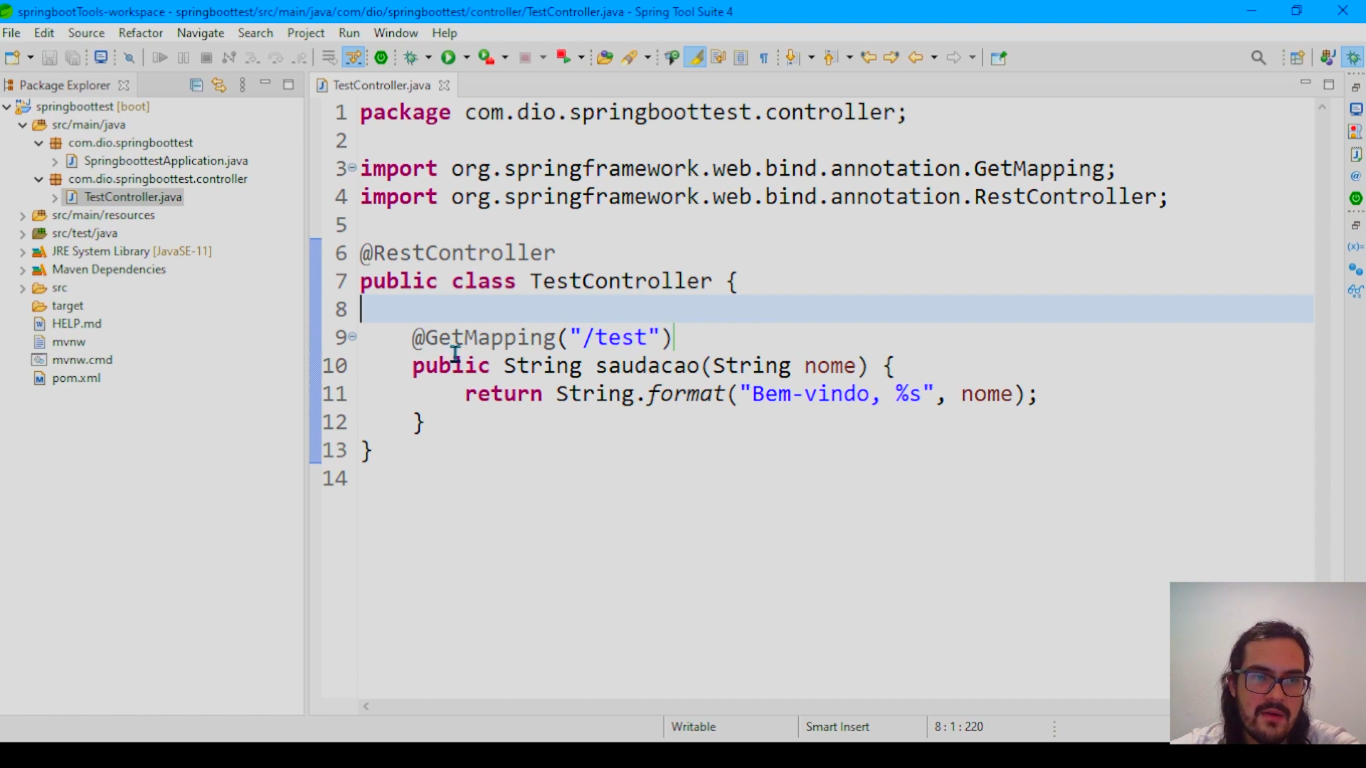 springbootTools-workspace - springboottest/src/main/java/com/dio/springboottest/controller/TestController.java - Spring Tool Suite 4
File Edit Source Refactor Navigate Search Project Run Window Help
Package Explorer
springboottest [boot]
src/main/java
com.dio.springboottest
SpringboottestApplication.java
com.dio.springboottest.controller
TestController.java
src/main/resources
src/test/java
JRE System Library [JavaSE-11]
Maven Dependencies
src
target
HELP.md
mvnw
mvnw.cmd
pom.xml
TestController.java
1 package com.dio.springboottest.controller;
2
3 import org.springframework.web.bind.annotation.GetMapping;
4 import org.springframework.web.bind.annotation.RestController;
5
6 @RestController
7 public class TestController {
8
9 @GetMapping("/test")
10 public String saudacao(String nome) {
11 return String.format("Bem-vindo, %s", nome);
12 }
13 }
14
Writable Smart Insert 8 : 1 : 220